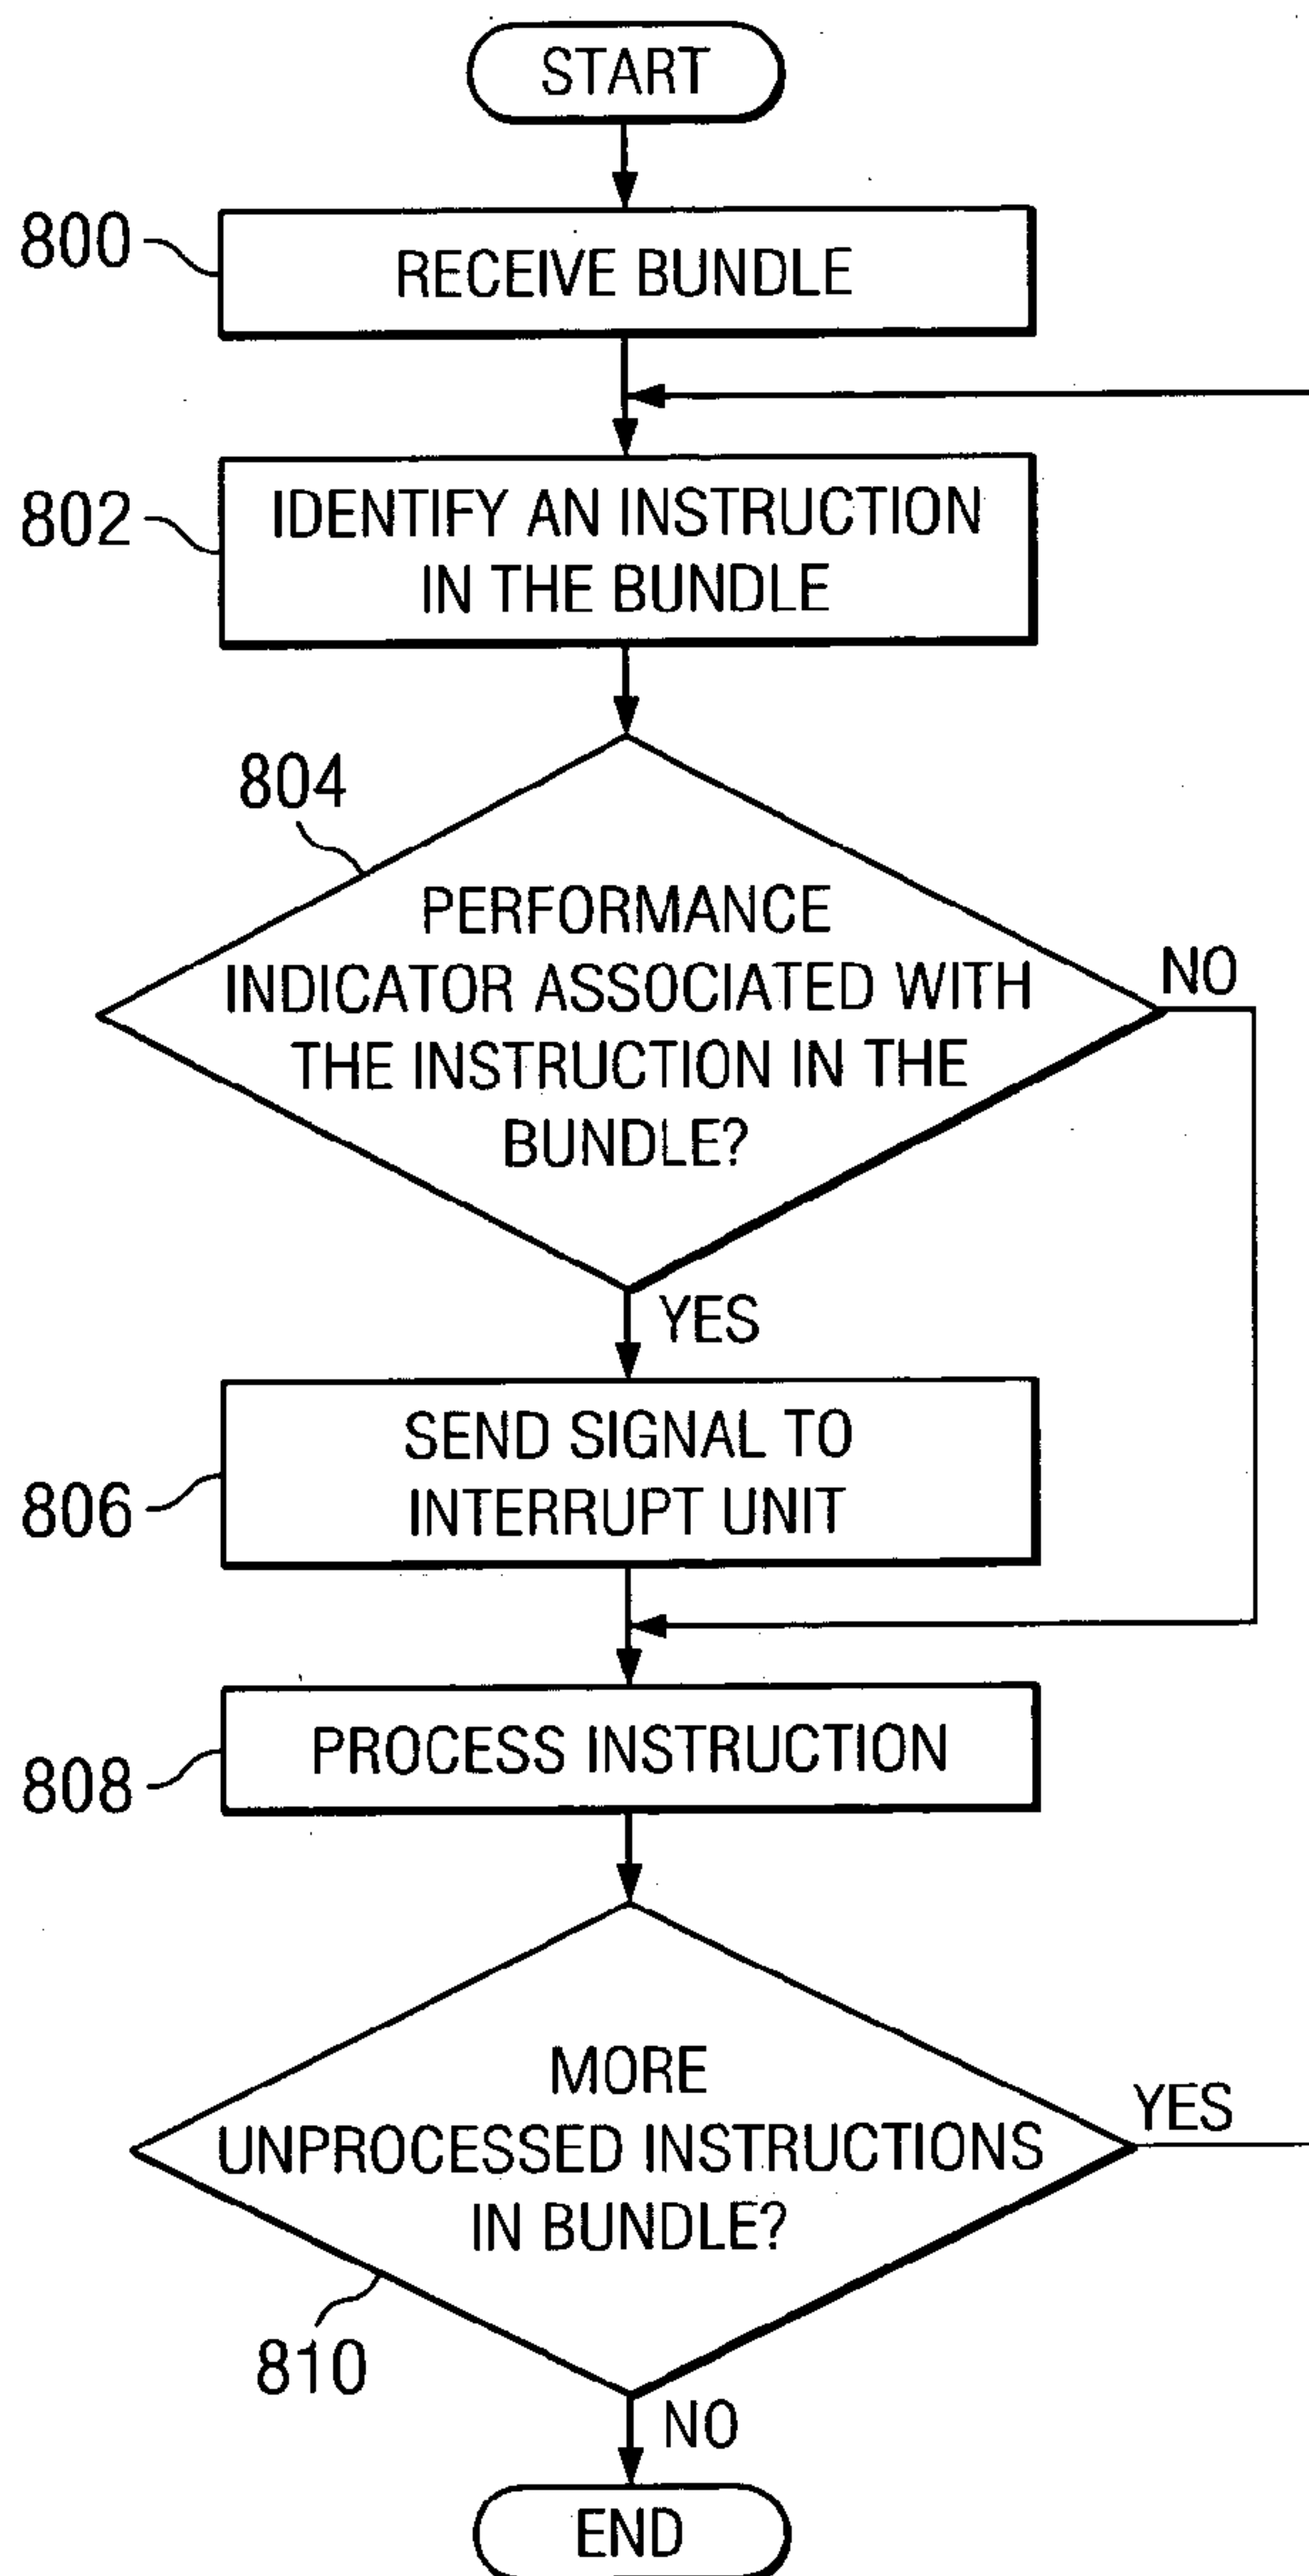 START
800
RECEIVE BUNDLE
802
IDENTIFY AN INSTRUCTION
IN THE BUNDLE
804
PERFORMANCE
INDICATOR ASSOCIATED WITH
THE INSTRUCTION IN THE
BUNDLE?
NO
YES
806
SEND SIGNAL TO
INTERRUPT UNIT
808
PROCESS INSTRUCTION
MORE
UNPROCESSED INSTRUCTIONS
IN BUNDLE?
YES
810
NO
END